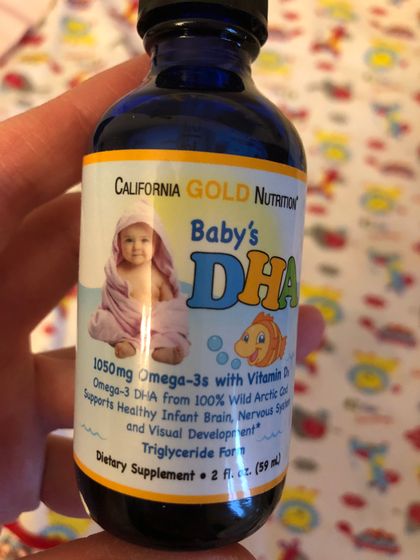 CALIFORNIA GOLD NUTRITION®
Baby's
DHA
1050mg Omega-3s with Vitamin D₃
Omega-3 DHA from 100% Wild Arctic Cod
Supports Healthy Infant Brain, Nervous System
and Visual Development*
Triglyceride Form
Dietary Supplement • 2 fl. oz. (59 mL)